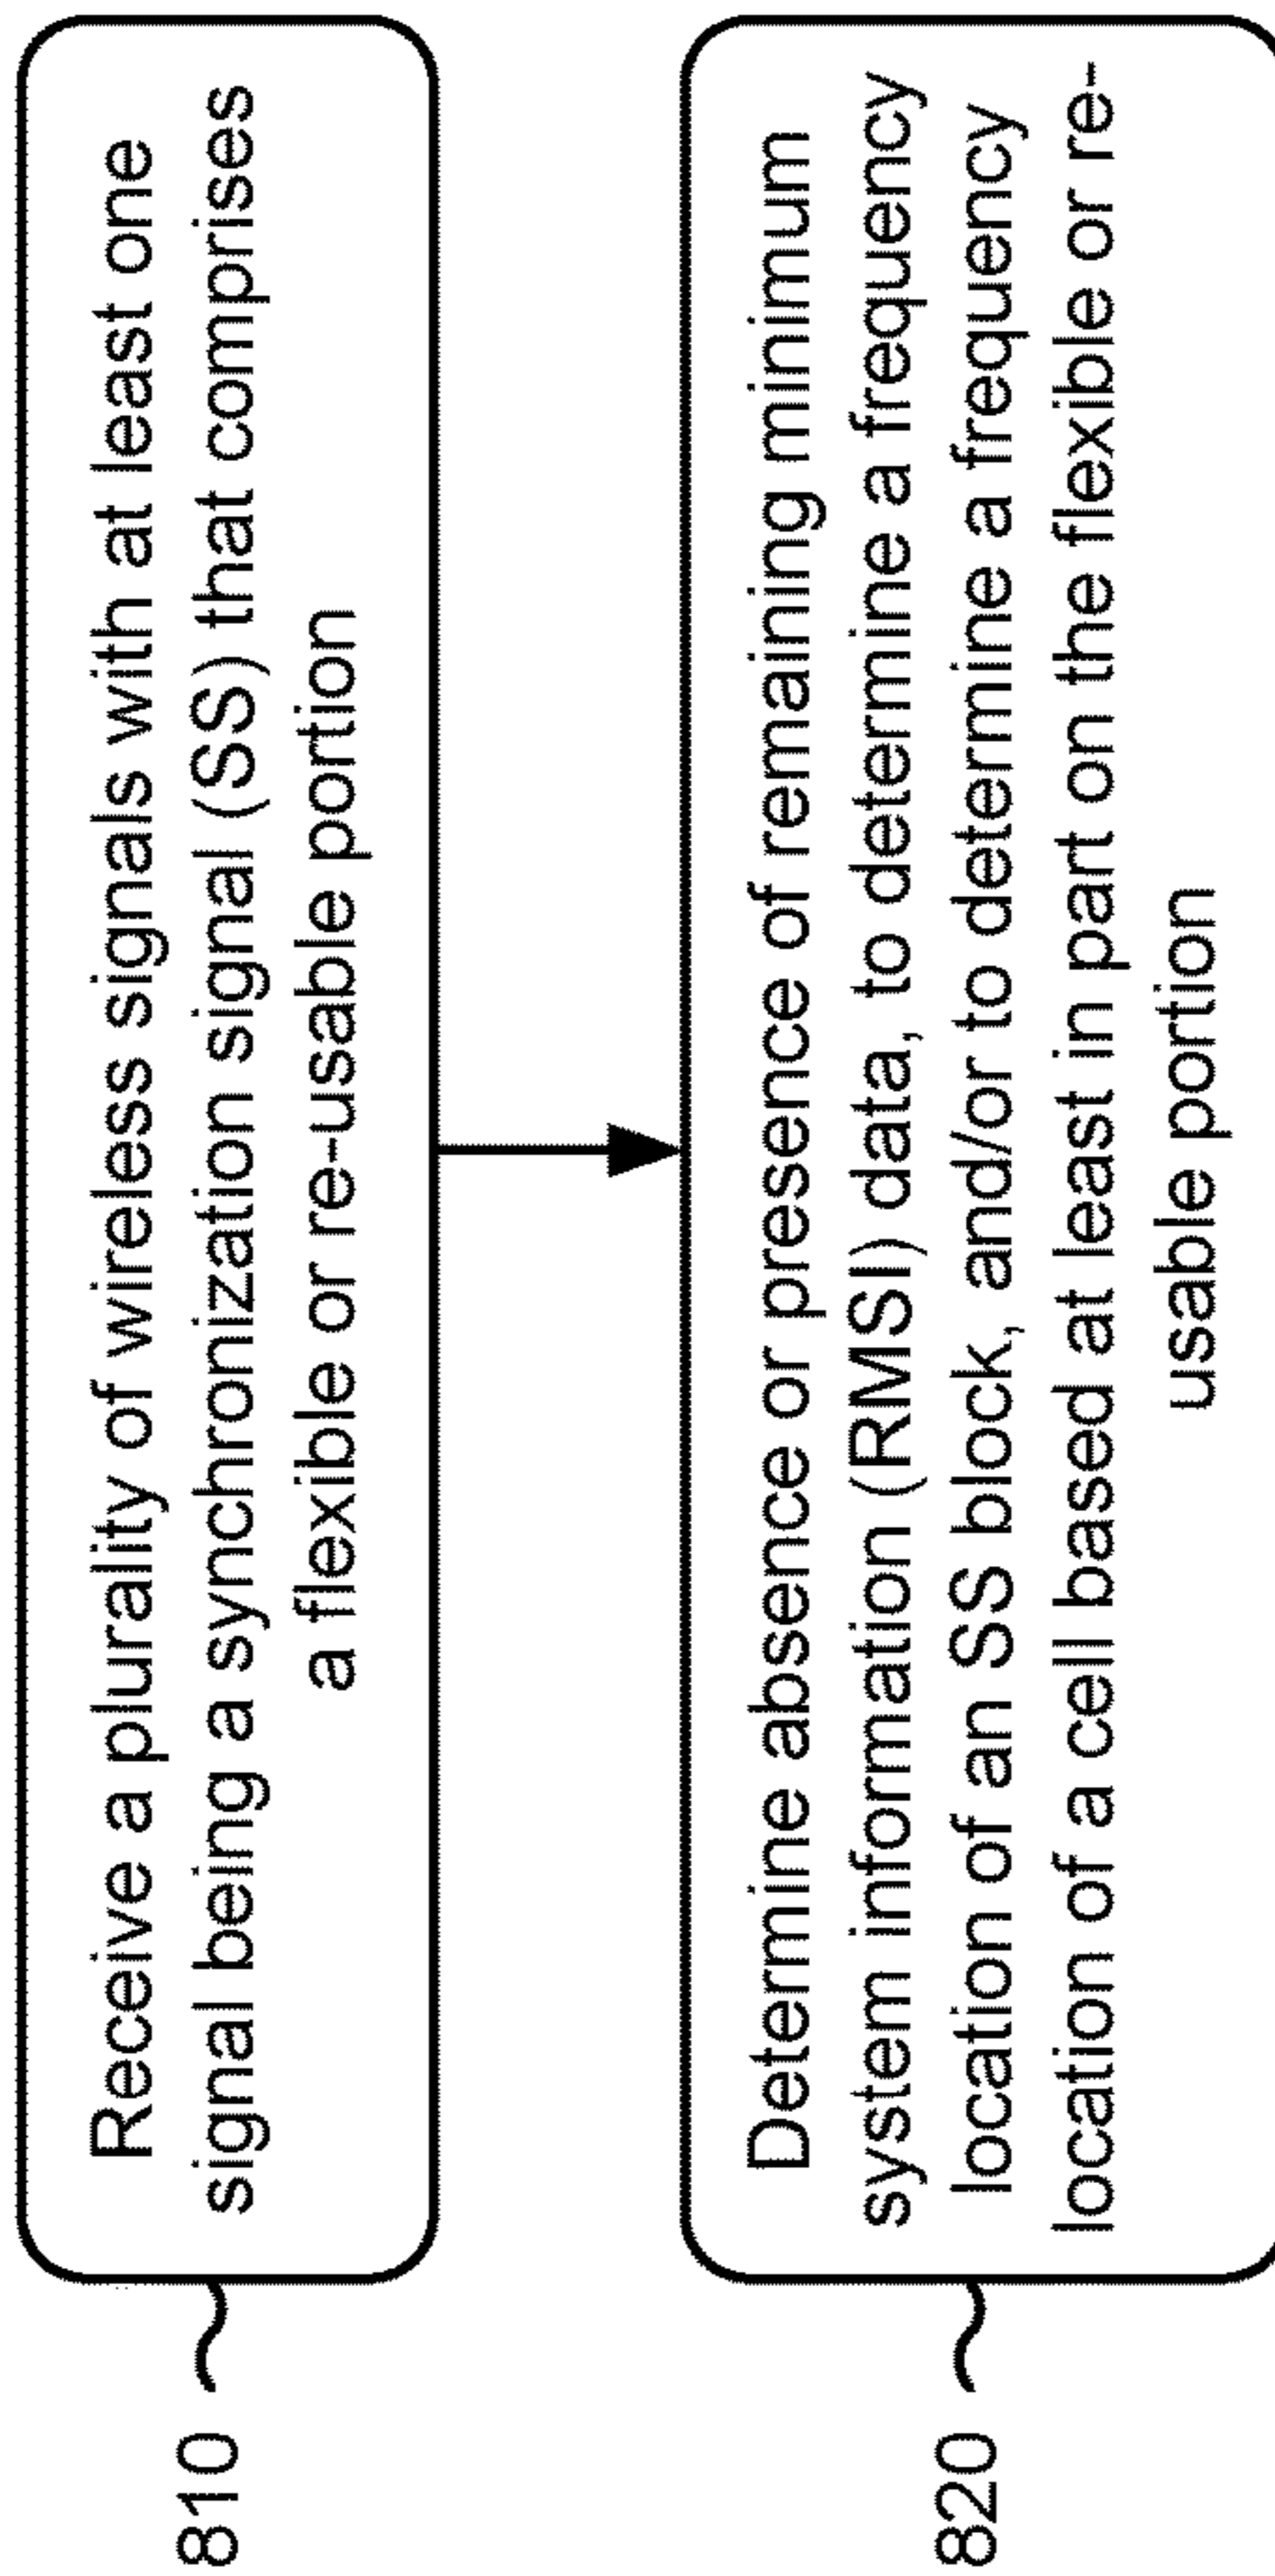 810
Receive a plurality of wireless signals with at least one
signal being a synchronization signal (SS) that comprises
a flexible or re-usable portion
820
Determine absence or presence of remaining minimum
system information (RMSI) data, to determine a frequency
location of an SS block, and/or to determine a frequency
location of a cell based at least in part on the flexible or re-
usable portion